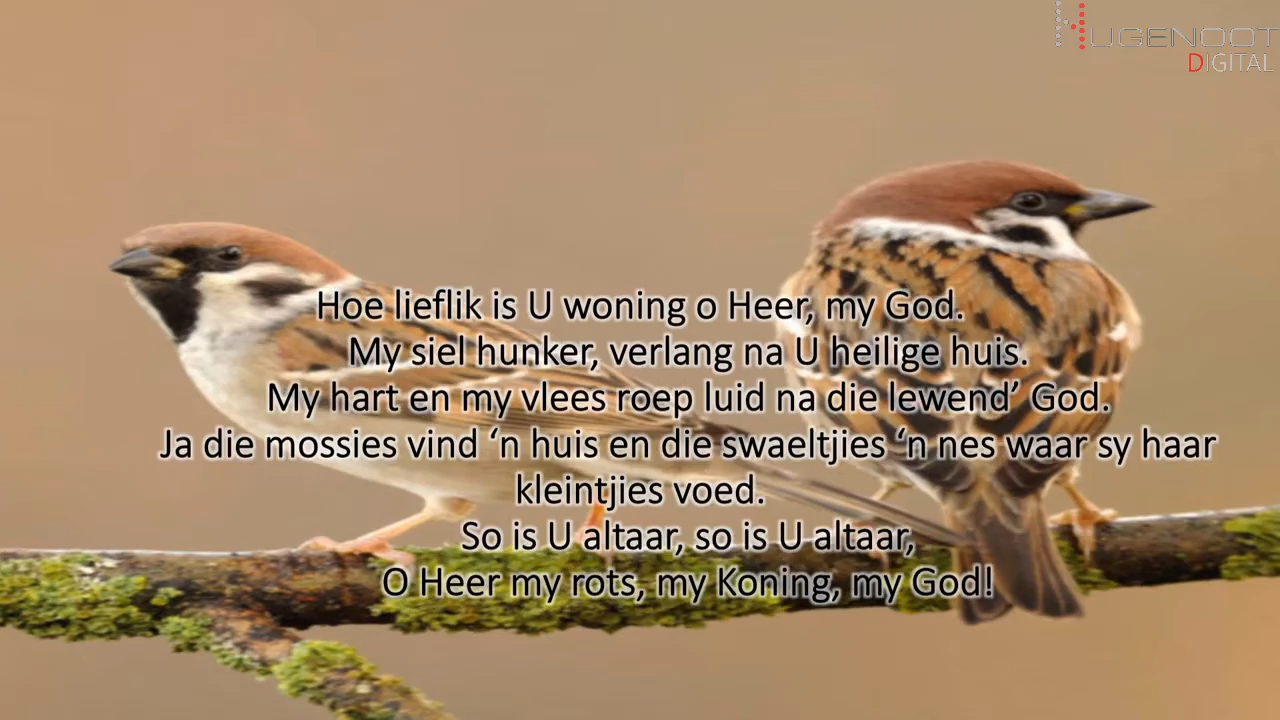 HUGENOOT
DIGITAL
Hoe lieflik is U woning o Heer, my God.
My siel hunker, verlang na U heilige huis.
My hart en my vlees roep luid na die lewend’ God.
Ja die mossies vind ‘n huis en die swaeltjies ‘n nes waar sy haar
kleintjies voed.
So is U altaar, so is U altaar,
O Heer my rots, my Koning, my God!